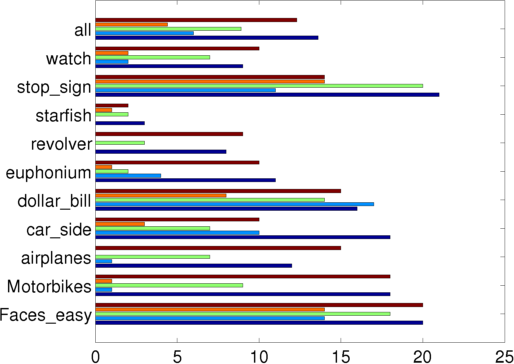 all
watch
stop_sign
starfish
revolver
euphonium
dollar_bill
car_side
airplanes
Motorbikes
Faces_easy
0 5 10 15 20 25